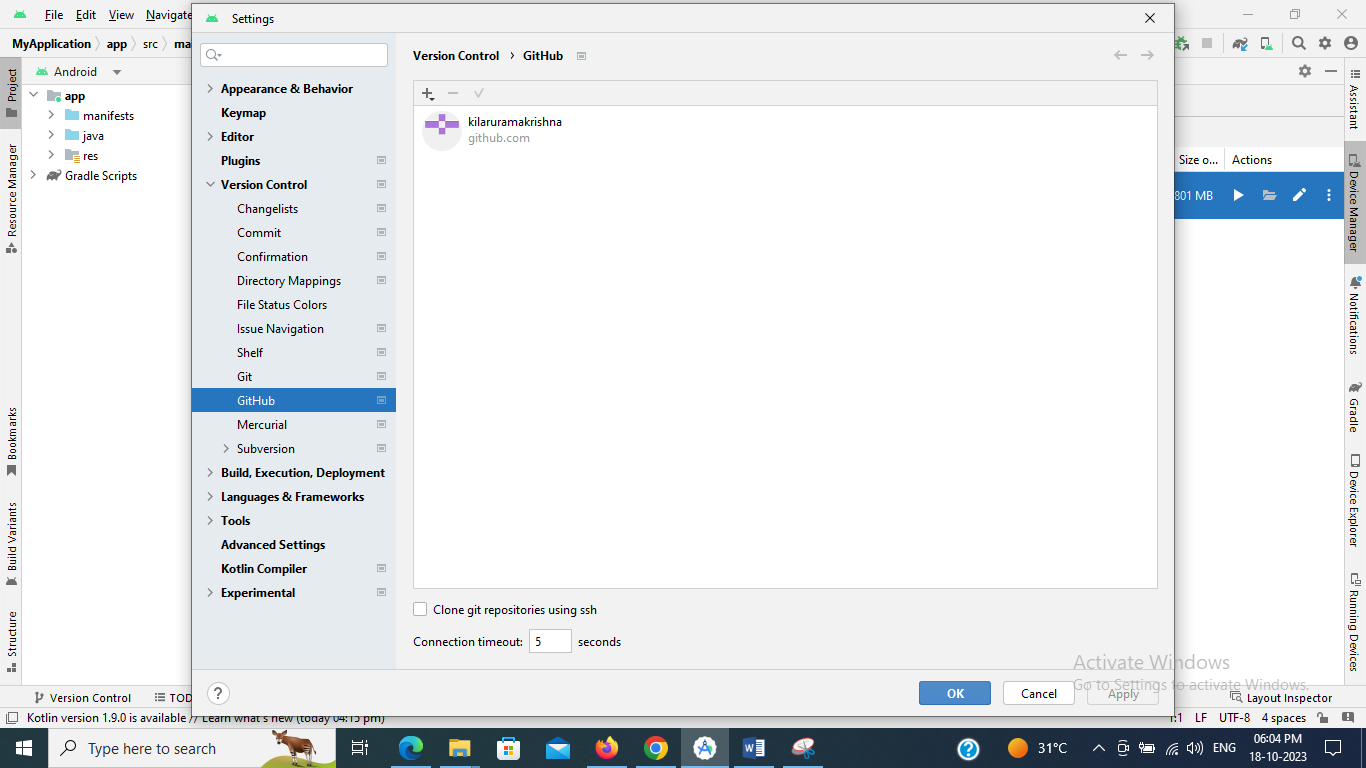 File Edit View Navigate
Settings
MyApplication app src ma
Version Control › GitHub
Project
Android
app
manifests
java
res
Gradle Scripts
Resource Manager
Bookmarks
Build Variants
Structure
Appearance & Behavior
Keymap
Editor
Plugins
Version Control
Changelists
Commit
Confirmation
Directory Mappings
File Status Colors
Issue Navigation
Shelf
Git
GitHub
Mercurial
Subversion
Build, Execution, Deployment
Languages & Frameworks
Tools
Advanced Settings
Kotlin Compiler
Experimental
kilaruramakrishna
github.com
Clone git repositories using ssh
Connection timeout: 5 seconds
?
OK Cancel Apply
Size o... Actions
801 MB
Assistant
Device Manager
Notifications
Gradle
Device Explorer
Running Devices
Activate Windows
Go to Settings to activate Windows.
Version Control TOD
Layout Inspector
Kotlin version 1.9.0 is available // Learn what's new (today 04:15 pm)
1:1 LF UTF-8 4 spaces
Type here to search
31°C ENG
06:04 PM
18-10-2023